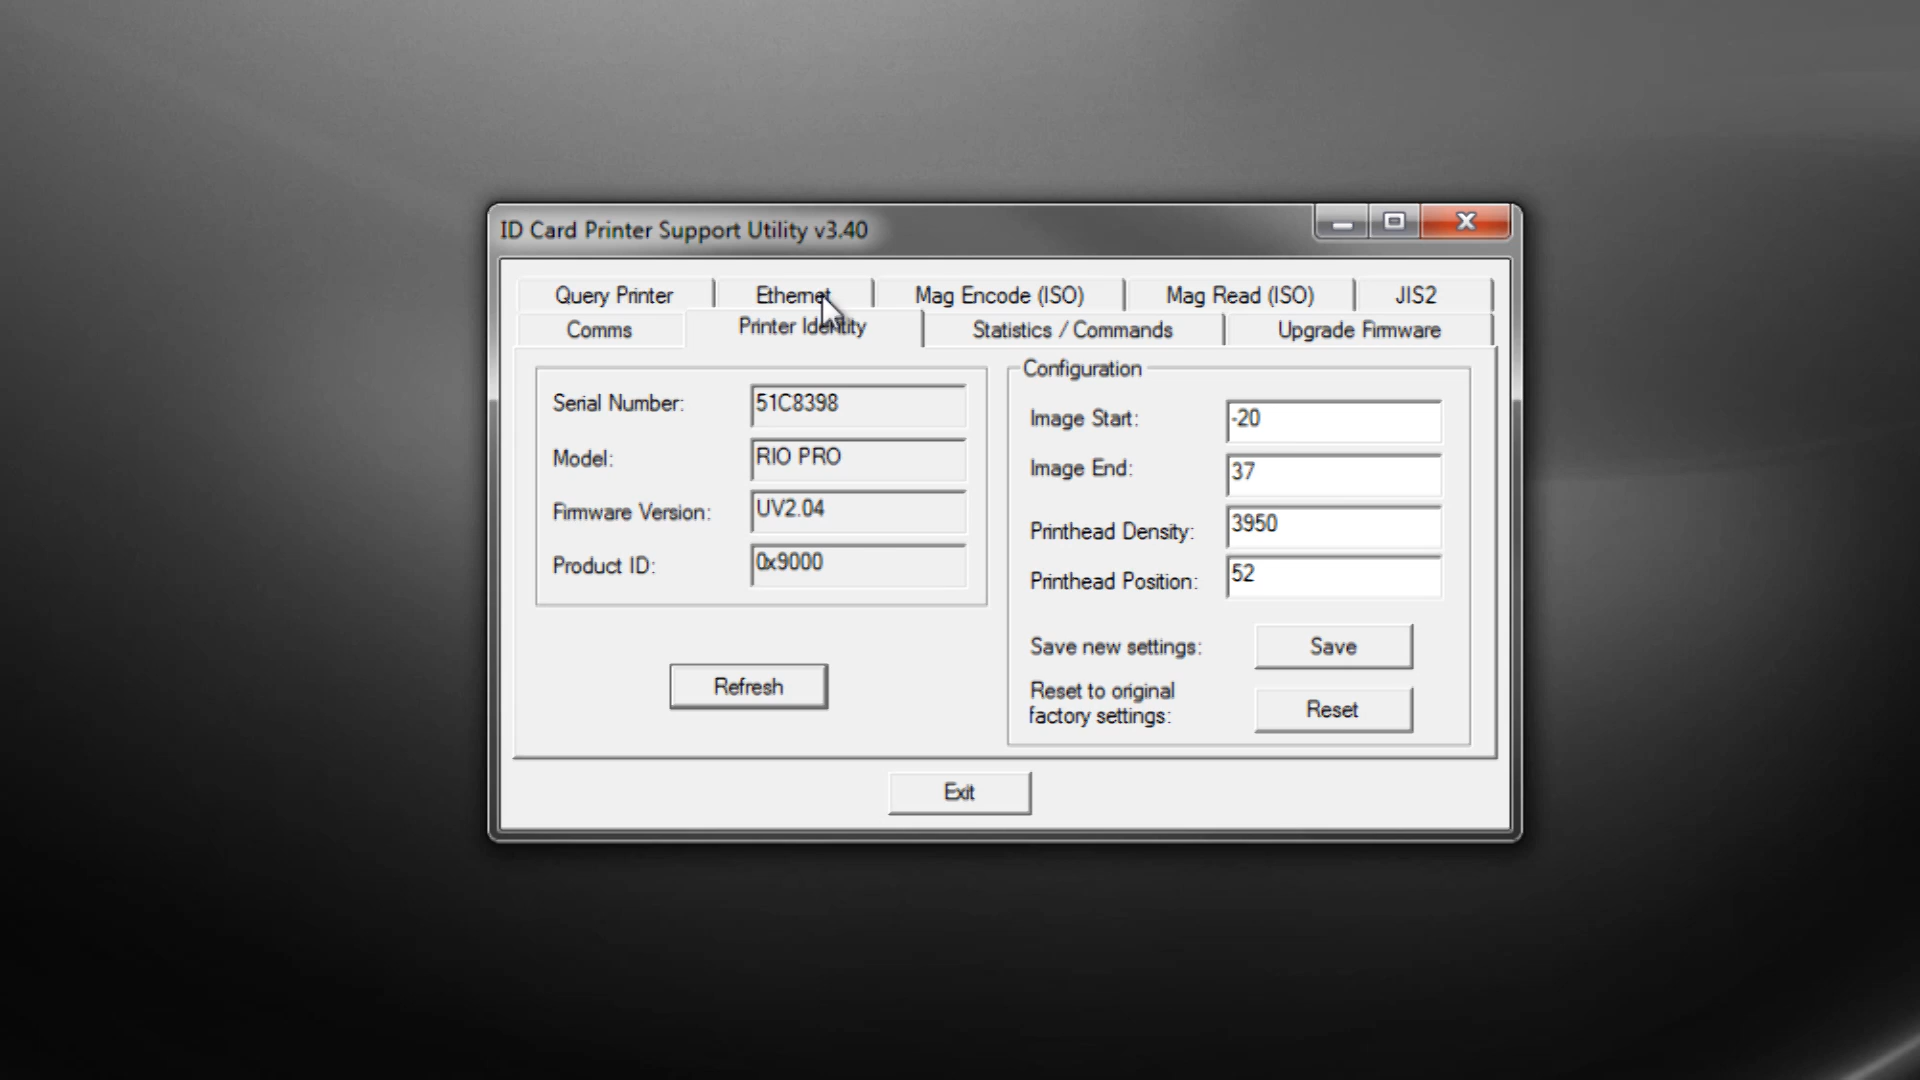 ID Card Printer Support Utility v3.40
Query Printer Ethernet Mag Encode (ISO) Mag Read (ISO) JIS2
Comms Printer Identity Statistics / Commands Upgrade Firmware
Serial Number: 51C8398
Model: RIO PRO
Firmware Version: UV2.04
Product ID: 0x9000
Refresh
Configuration
Image Start: -20
Image End: 37
Printhead Density: 3950
Printhead Position: 52
Save new settings: Save
Reset to original
factory settings: Reset
Exit